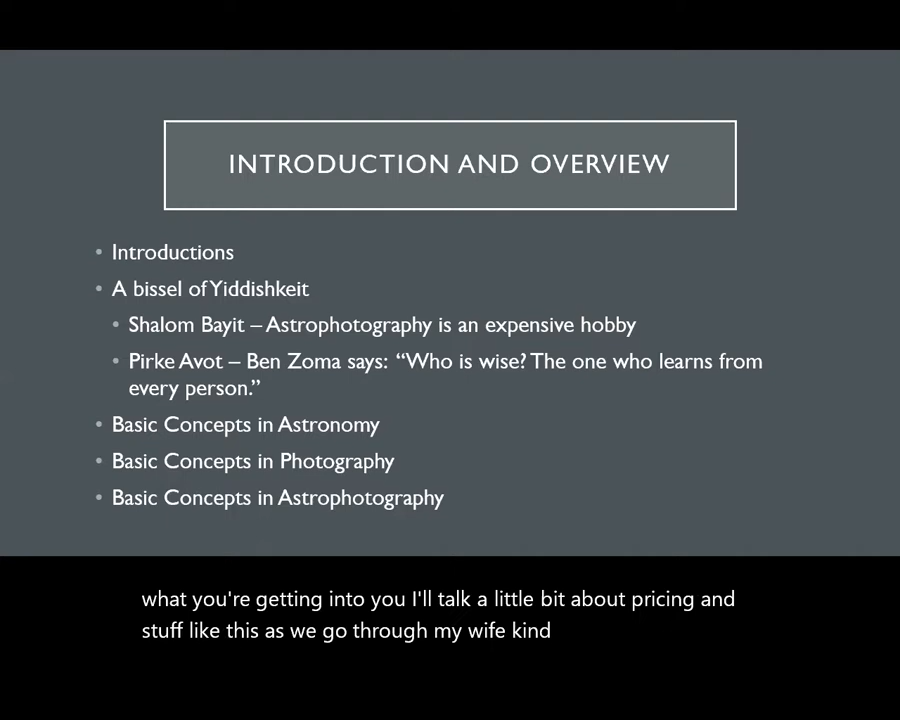 INTRODUCTION AND OVERVIEW
• Introductions
• A bissel of Yiddishkeit
• Shalom Bayit – Astrophotography is an expensive hobby
• Pirke Avot – Ben Zoma says: “Who is wise? The one who learns from
every person.”
• Basic Concepts in Astronomy
• Basic Concepts in Photography
• Basic Concepts in Astrophotography
what you're getting into you I'll talk a little bit about pricing and
stuff like this as we go through my wife kind